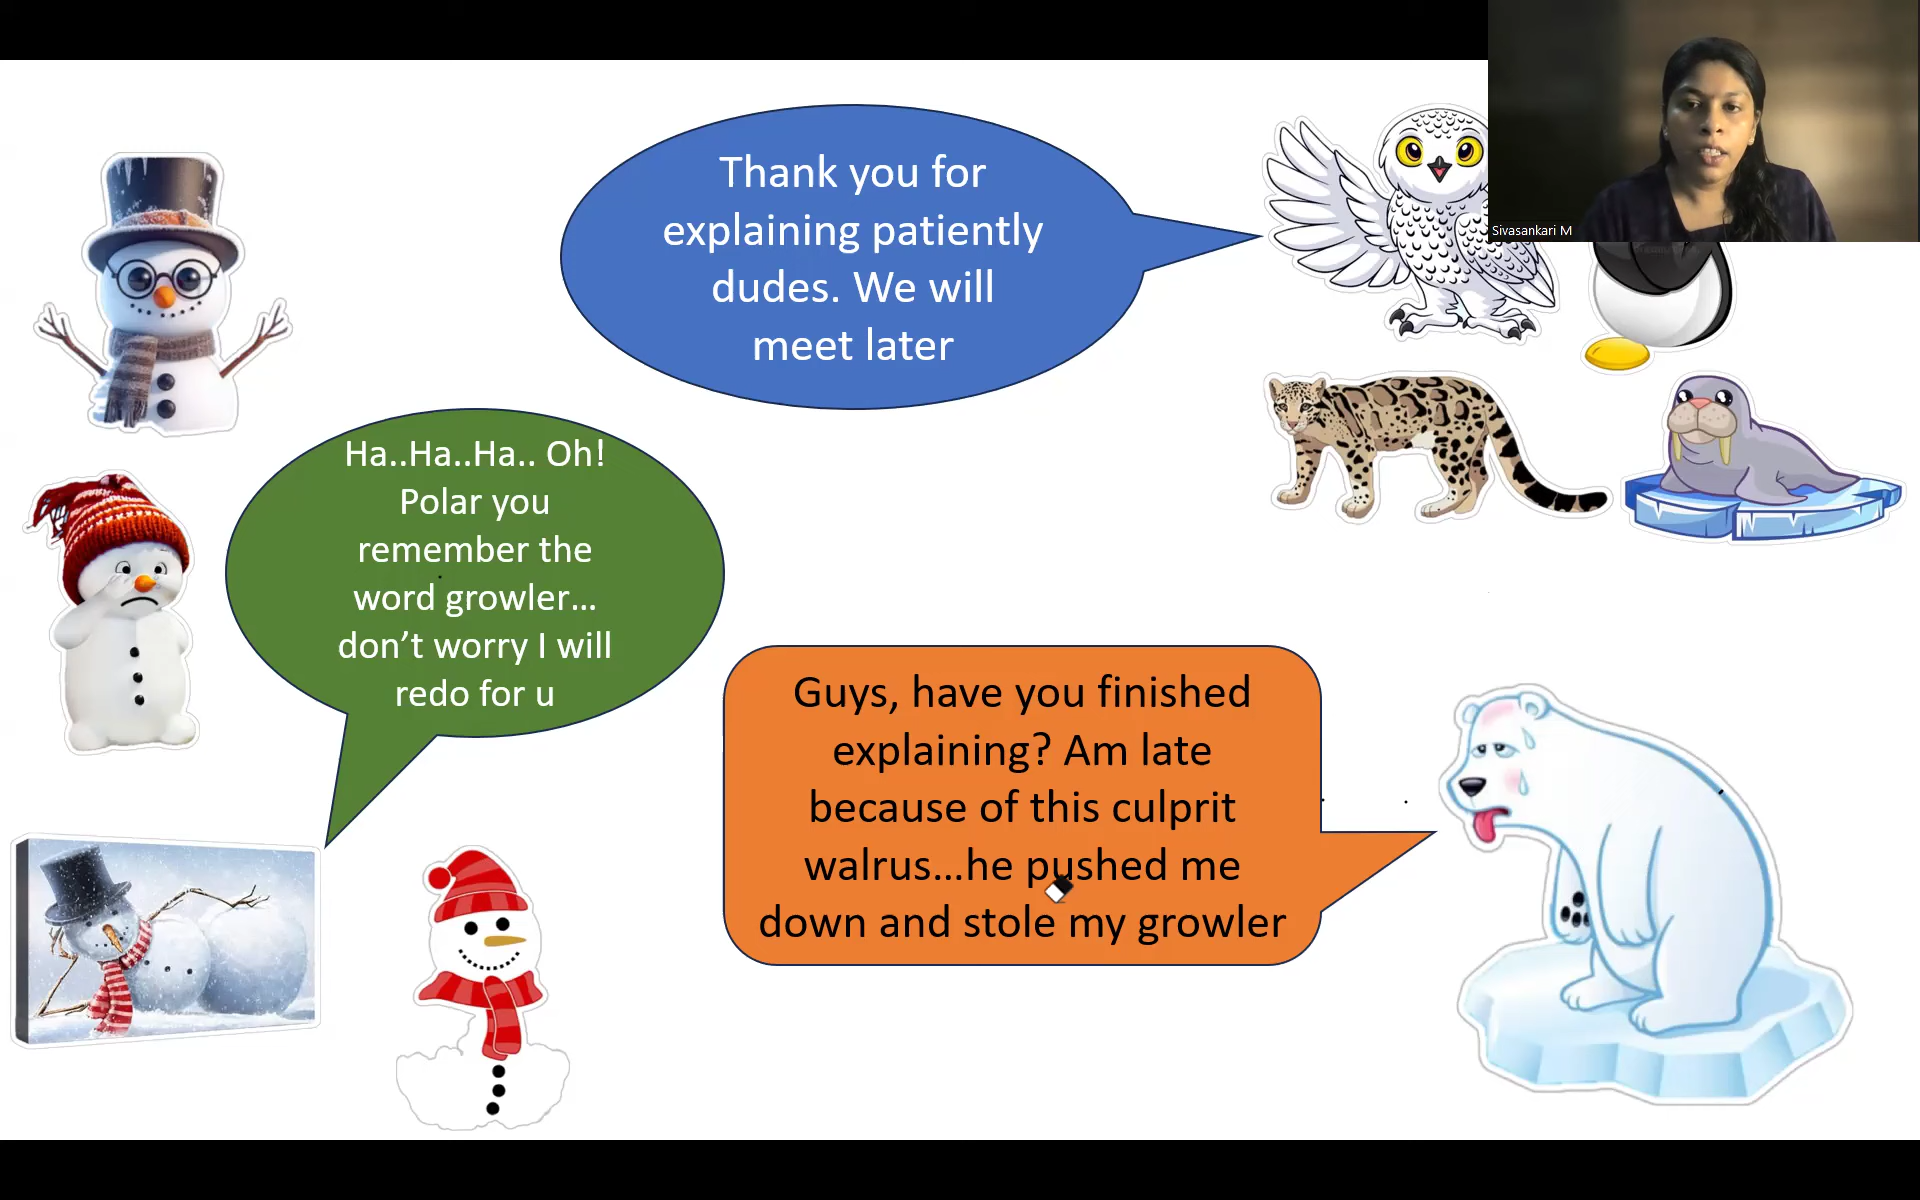 Thank you for
explaining patiently
dudes. We will
meet later
Sivasankari M
Ha..Ha..Ha.. Oh!
Polar you
remember the
word growler…
don’t worry I will
redo for u
Guys, have you finished
explaining? Am late
because of this culprit
walrus…he pushed me
down and stole my growler